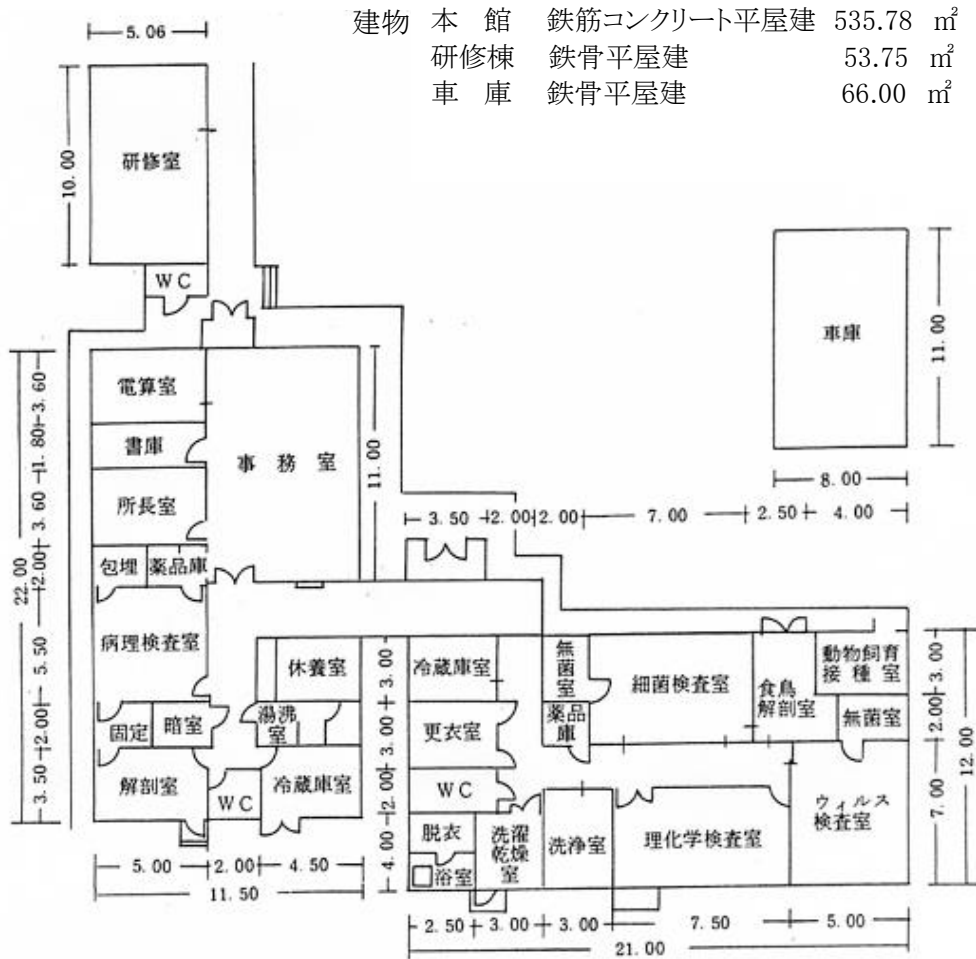 建物 本 館 鉄筋コンクリート平屋建 535.78 ㎡
研修棟 鉄骨平屋建 53.75 ㎡
車 庫 鉄骨平屋建 66.00 ㎡
5.06
10.00
研修室
WC
車庫
11.00
8.00
電算室
書庫
事 務 室
所長室
包埋
薬品庫
病理検査室
休養室
固定
暗室
湯沸室
解剖室
WC
冷蔵庫室
22.00
3.60
1.80
3.60
2.00
5.50
2.00
3.50
11.00
5.00
2.00
4.50
11.50
3.50
2.00
2.00
7.00
2.50
4.00
冷蔵庫室
無菌室
細菌検査室
食鳥解剖室
動物飼育接種室
更衣室
薬品庫
無菌室
WC
脱衣
浴室
洗濯乾燥室
洗浄室
理化学検査室
ウィルス検査室
3.00
3.00
2.00
4.00
3.00
2.00
7.00
12.00
2.50
3.00
3.00
7.50
5.00
21.00